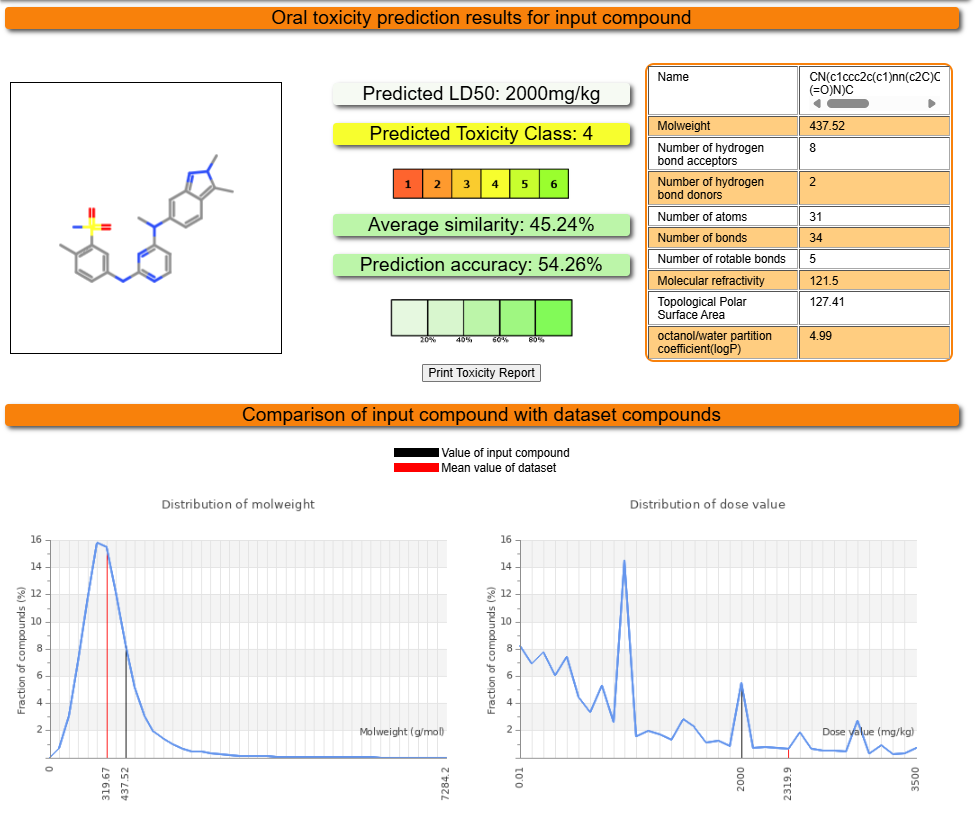 Oral toxicity prediction results for input compound
Predicted LD50: 2000mg/kg
Predicted Toxicity Class: 4
1 2 3 4 5 6
Average similarity: 45.24%
Prediction accuracy: 54.26%
20% 40% 60% 80%
Print Toxicity Report
Name CN(c1ccc2c(c1)nn(c2C)C
(=O)N)C
Molweight 437.52
Number of hydrogen 8
bond acceptors
Number of hydrogen 2
bond donors
Number of atoms 31
Number of bonds 34
Number of rotable bonds 5
Molecular refractivity 121.5
Topological Polar 127.41
Surface Area
octanol/water partition 4.99
coefficient(logP)
Comparison of input compound with dataset compounds
Value of input compound
Mean value of dataset
Distribution of molweight
Fraction of compounds (%)
16
14
12
10
8
6
4
2
Molweight (g/mol)
0 319.67 437.52 7284.2
Distribution of dose value
Fraction of compounds (%)
16
14
12
10
8
6
4
2
Dose value (mg/kg)
0.01 2000 2319.9 3500